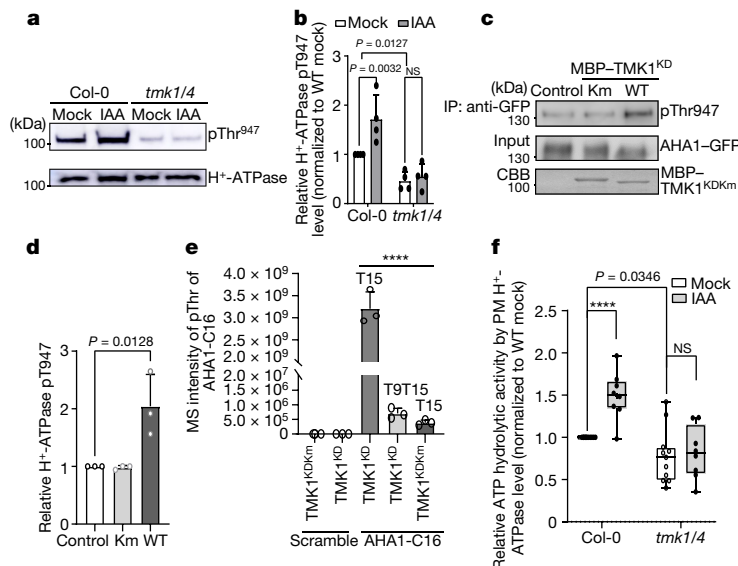 a
Col-0 tmk1/4
Mock IAA Mock IAA
(kDa)
100
pThr947
100
H+-ATPase
b
Mock IAA
Relative H+-ATPase pT947
level (normalized to WT mock)
3
2
1
0
P = 0.0127
P = 0.0032
NS
Col-0 tmk1/4
c
MBP–TMK1KD
(kDa) Control Km WT
IP: anti-GFP
130
pThr947
Input
130
AHA1–GFP
CBB
100
MBP–
TMK1KDKm
d
Relative H+-ATPase pT947
3
2
1
0
P = 0.0128
Control Km WT
e
MS intensity of pThr of
AHA1-C16
4.0 × 10⁹
3.5 × 10⁹
3.0 × 10⁹
2.5 × 10⁹
2.0 × 10⁹
2.0 × 10⁷
1.5 × 10⁷
1.0 × 10⁶
5.0 × 10⁵
0
****
T15
T9T15
T15
TMK1KDKm
TMK1KD
TMK1KD
TMK1KD
TMK1KDKm
Scramble AHA1-C16
f
Relative ATP hydrolytic activity by PM H+-
ATPase level (normalized to WT mock)
2.5
2.0
1.5
1.0
0.5
0
P = 0.0346
****
NS
Mock
IAA
Col-0 tmk1/4